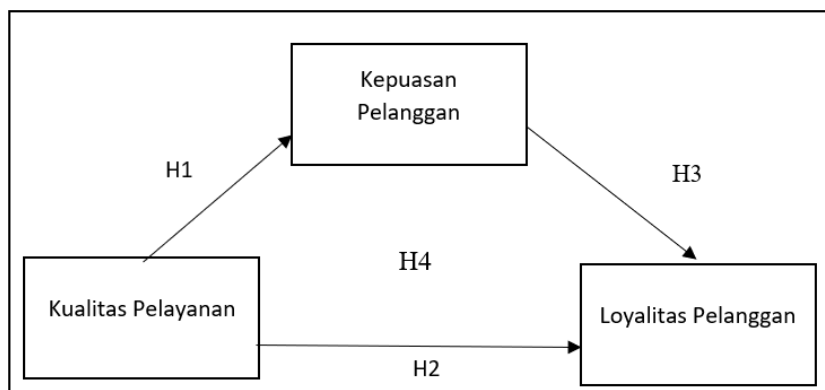 Kepuasan
Pelanggan
H1
H3
H4
Kualitas Pelayanan
Loyalitas Pelanggan
H2